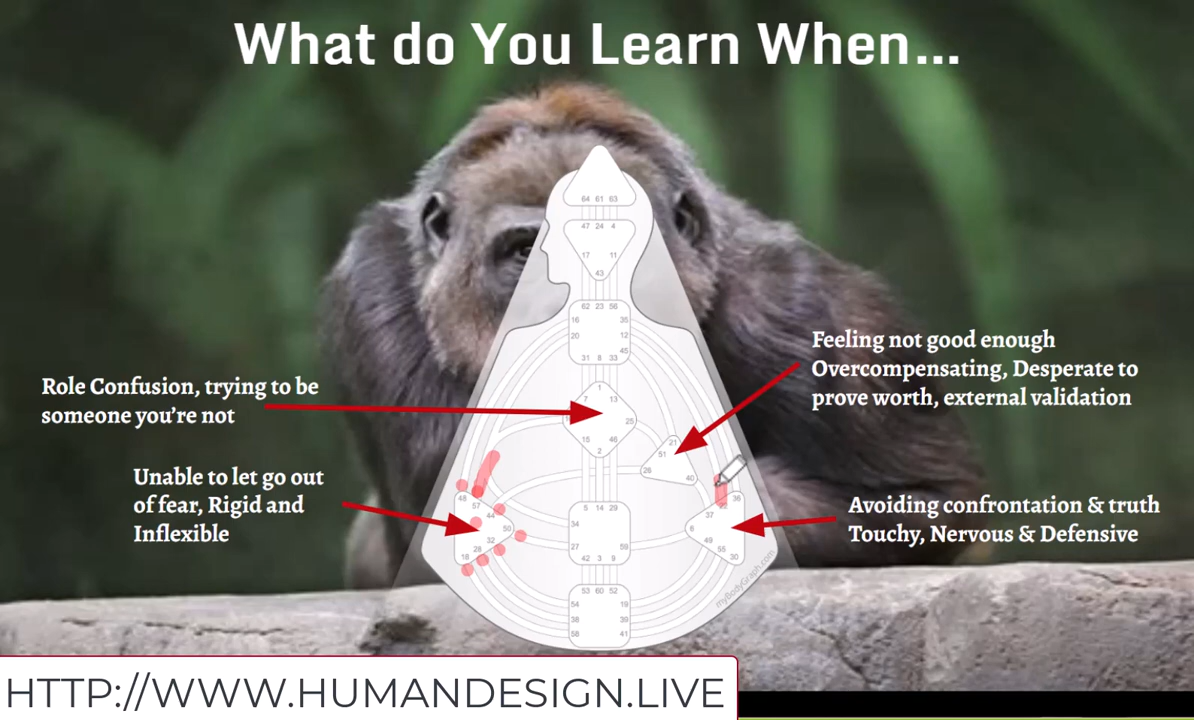 What do You Learn When...
64 61 63
47 24 4
17 11
43
62 23 56
16 35
20 12
45
31 8 33
Feeling not good enough
Overcompensating, Desperate to
prove worth, external validation
Role Confusion, trying to be
someone you're not
1
7 13
25
15 46
2
21
51
26
40
Unable to let go out
of fear, Rigid and
Inflexible
48
57
44
50
32
28
18
5 14 29
34
27 59
42 3 9
36
22
37
6
49
55
30
Avoiding confrontation & truth
Touchy, Nervous & Defensive
53 60 52
54 19
38 39
58 41
myBodyGraph.com
HTTP://WWW.HUMANDESIGN.LIVE